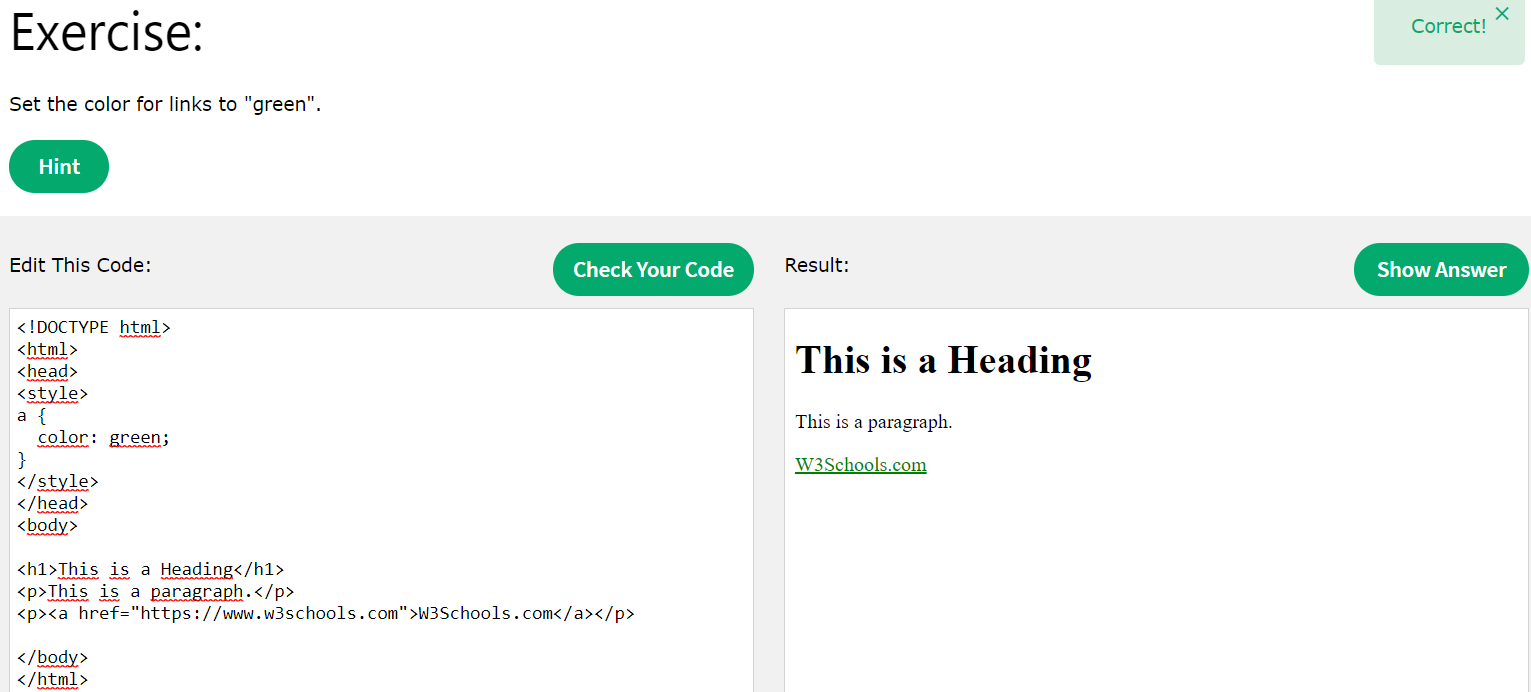 Exercise:
Correct!
Set the color for links to "green".
Hint
Edit This Code:
Check Your Code
Result:
Show Answer
<!DOCTYPE html>
<html>
<head>
<style>
a {
  color: green;
}
</style>
</head>
<body>
<h1>This is a Heading</h1>
<p>This is a paragraph.</p>
<p><a href="https://www.w3schools.com">W3Schools.com</a></p>
</body>
</html>
This is a Heading
This is a paragraph.
W3Schools.com